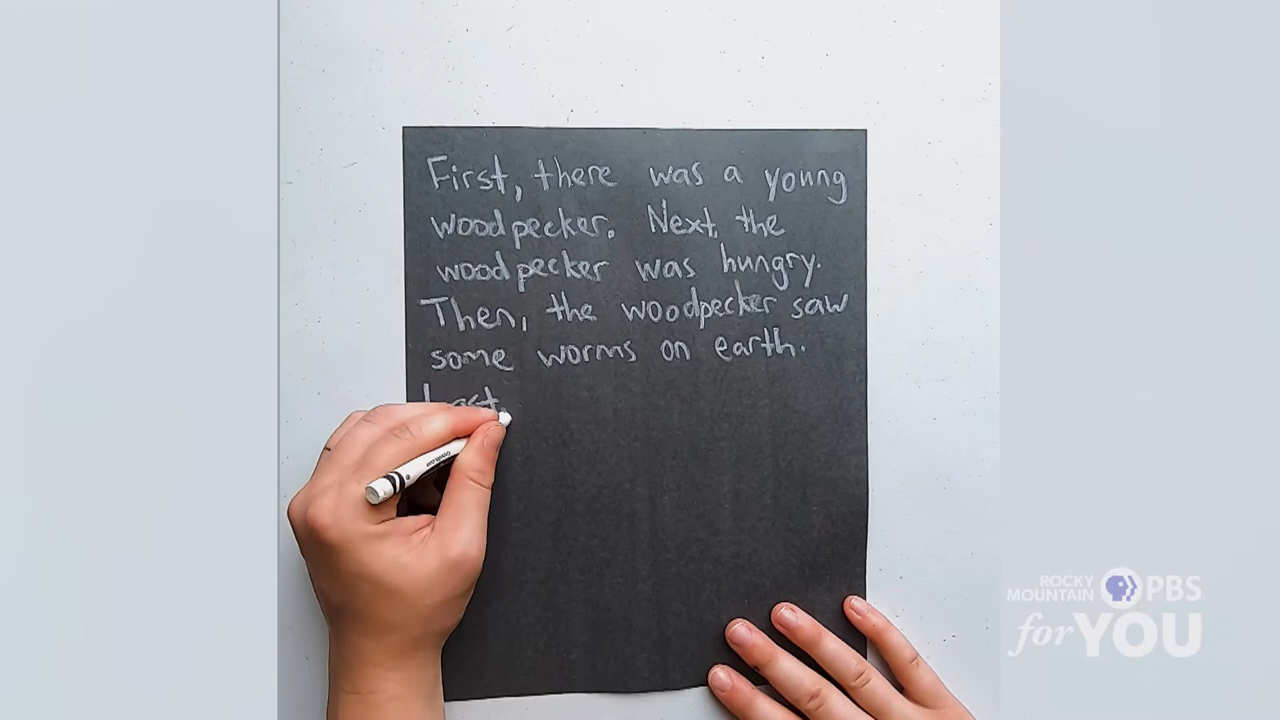 First, there was a young
woodpecker. Next, the
woodpecker was hungry.
Then, the woodpecker saw
some worms on earth.
Last,
ROCKY
MOUNTAIN PBS
for YOU